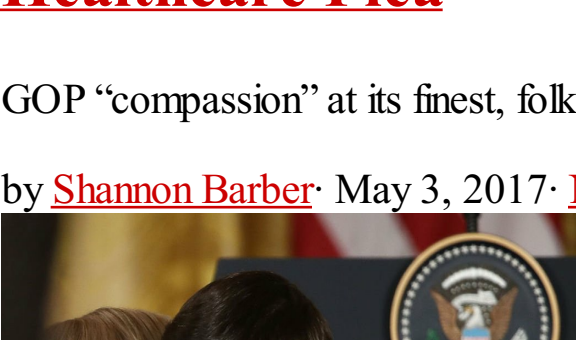 Healthcare Plea
GOP “compassion” at its finest, folk
by Shannon Barber· May 3, 2017·